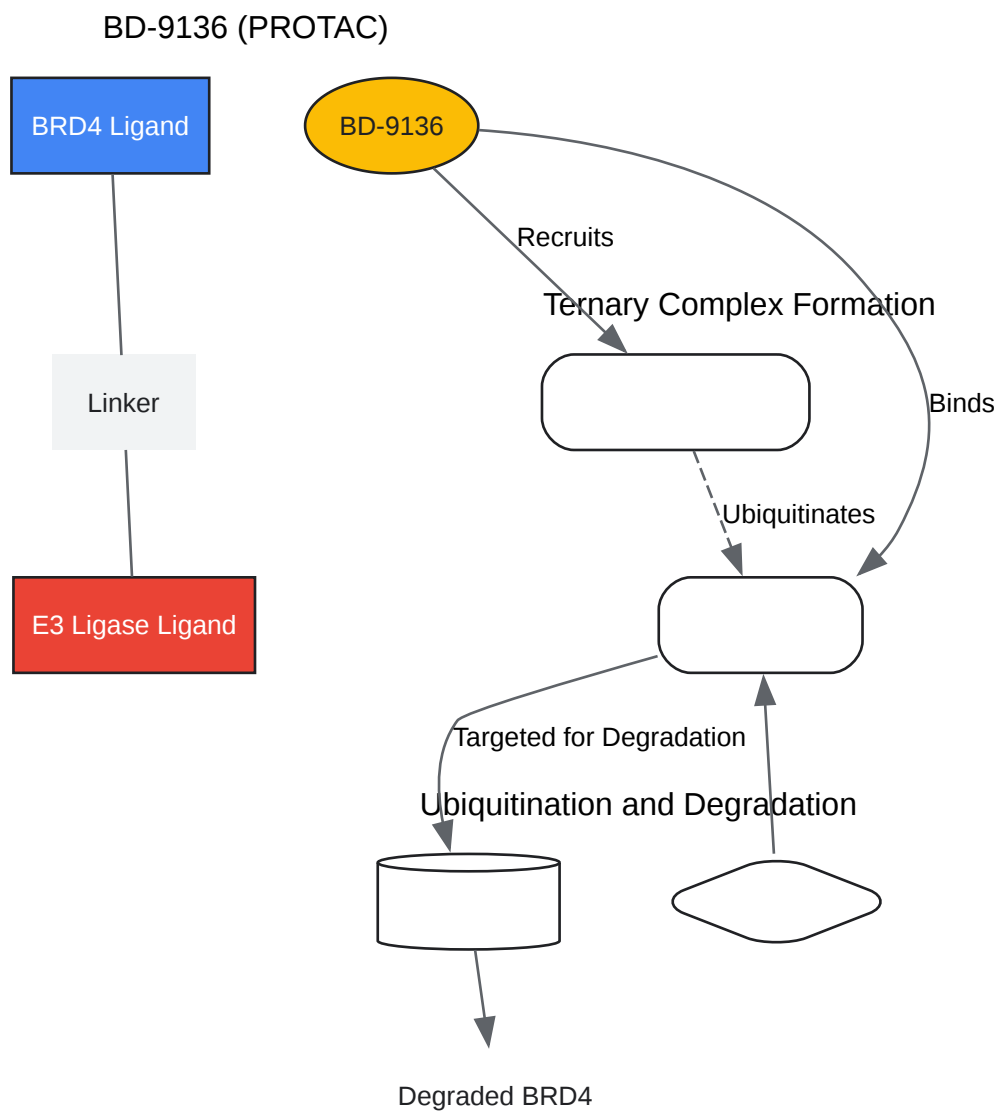 BD-9136 (PROTAC)
BRD4 Ligand
BD-9136
Recruits
Ternary Complex Formation
Linker
Binds
Ubiquitinates
E3 Ligase Ligand
Targeted for Degradation
Ubiquitination and Degradation
Degraded BRD4